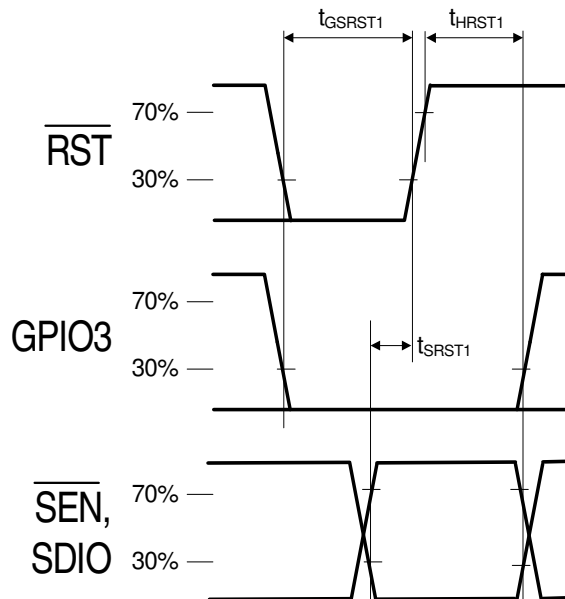 tGSRST1 tHRST1
70%
RST
30%
70%
GPIO3
30%
tSRST1
70%
SEN,
SDIO
30%